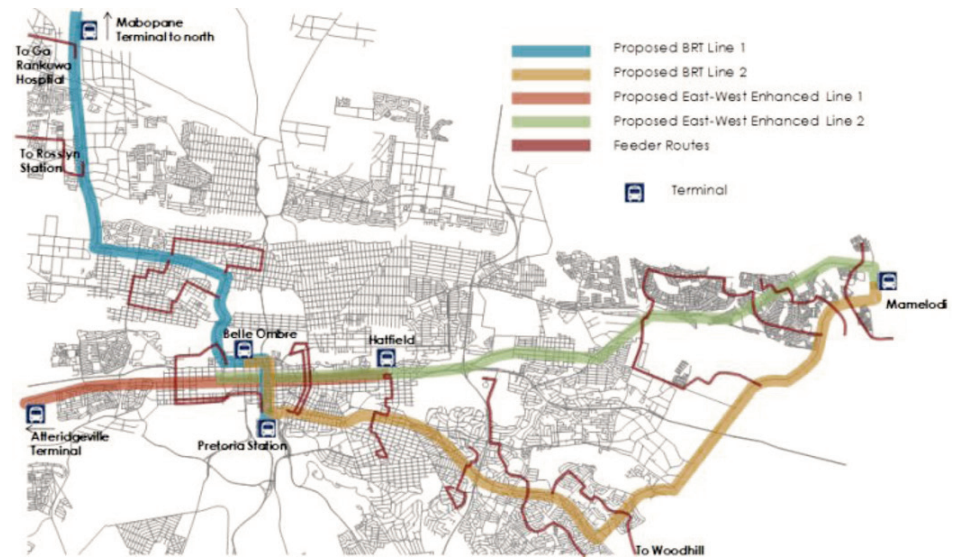 Mabopane
Terminal to north
To Ga
Rankuwa
Hospital
To Rosslyn
Station
Proposed BRT Line 1
Proposed BRT Line 2
Proposed East-West Enhanced Line 1
Proposed East-West Enhanced Line 2
Feeder Routes
Terminal
Belle Ombre
Hatfield
Mamelodi
Atteridgeville
Terminal
Pretoria Station
To Woodhill